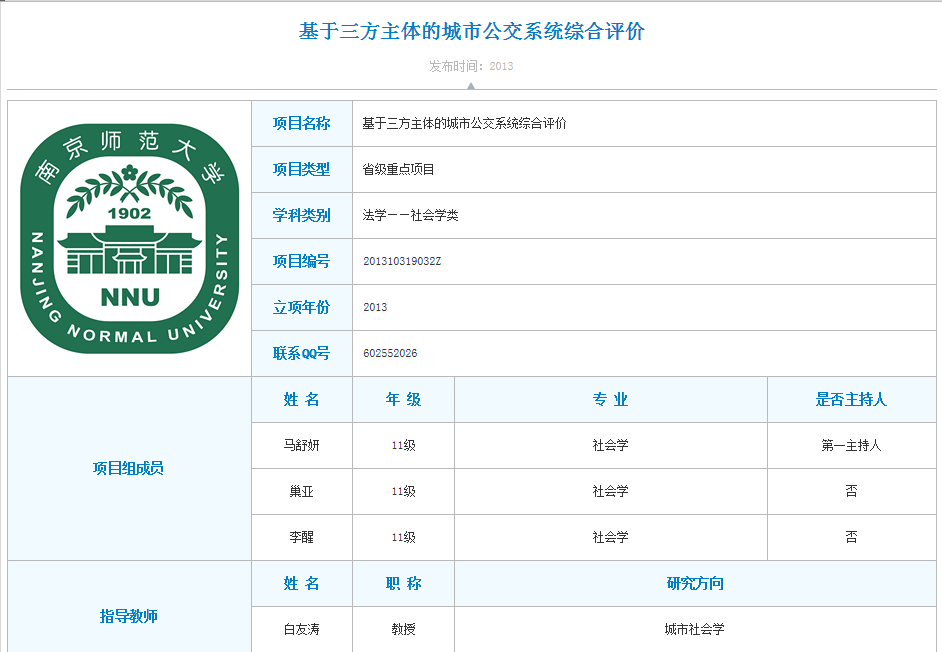 基于三方主体的城市公交系统综合评价
发布时间：2013
南京师范大学
1902
NNU
NANJING NORMAL UNIVERSITY
项目名称 基于三方主体的城市公交系统综合评价
项目类型 省级重点项目
学科类别 法学——社会学类
项目编号 201310319032Z
立项年份 2013
联系QQ号 602552026
项目组成员
姓 名 年 级 专 业 是否主持人
马舒妍 11级 社会学 第一主持人
巢亚 11级 社会学 否
李醒 11级 社会学 否
指导教师
姓 名 职 称 研究方向
白友涛 教授 城市社会学